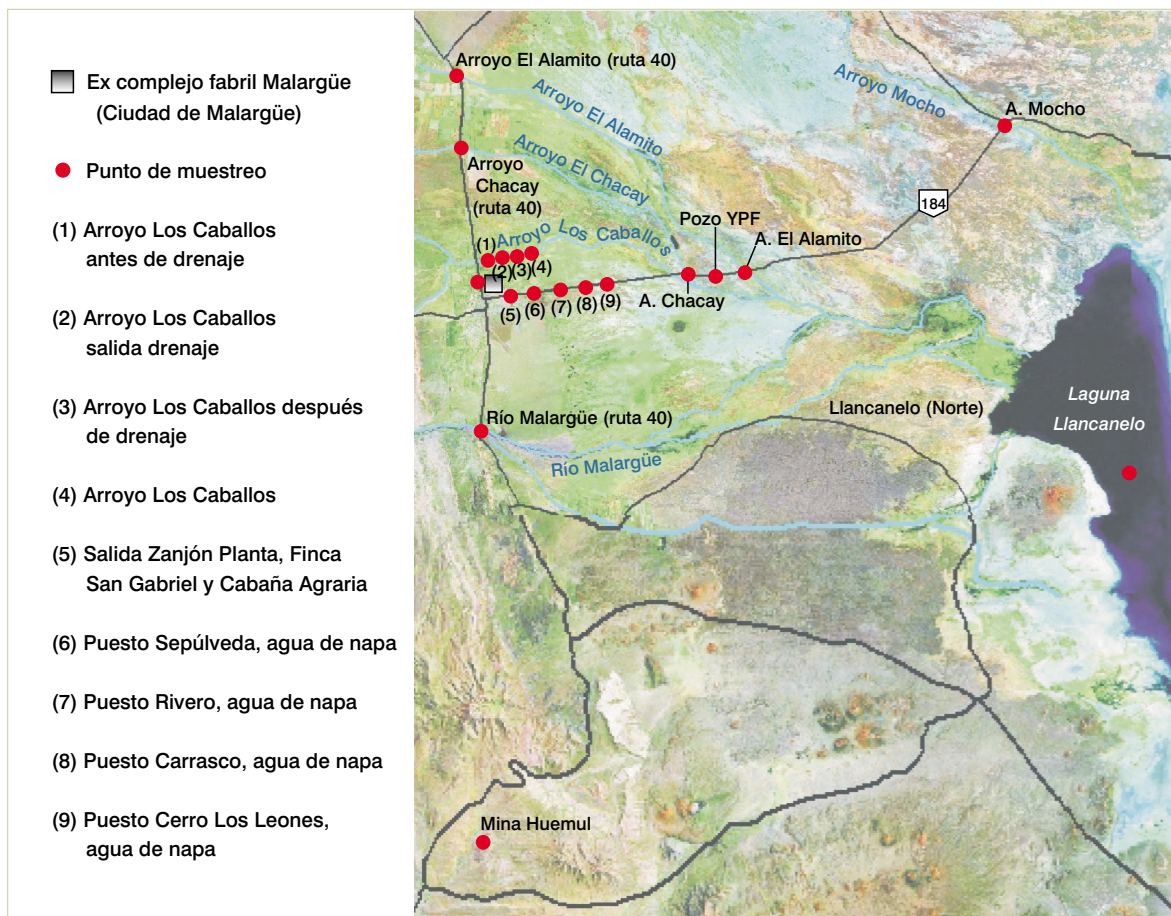 Ex complejo fabril Malargüe
(Ciudad de Malargüe)
Punto de muestreo
(1) Arroyo Los Caballos
antes de drenaje
(2) Arroyo Los Caballos
salida drenaje
(3) Arroyo Los Caballos después
de drenaje
(4) Arroyo Los Caballos
(5) Salida Zanjón Planta, Finca
San Gabriel y Cabaña Agraria
(6) Puesto Sepúlveda, agua de napa
(7) Puesto Rivero, agua de napa
(8) Puesto Carrasco, agua de napa
(9) Puesto Cerro Los Leones,
agua de napa
Arroyo El Alamito (ruta 40)
Arroyo El Alamito
Arroyo Mocho
A. Mocho
Arroyo
Chacay
(ruta 40)
Arroyo El Chacay
184
Arroyo Los Caballos
(1)
(2)
(3)
(4)
Pozo YPF
A. El Alamito
A. Chacay
(5)
(6)
(7)
(8)
(9)
Río Malargüe (ruta 40)
Río Malargüe
Llancanelo (Norte)
Laguna
Llancanelo
Mina Huemul